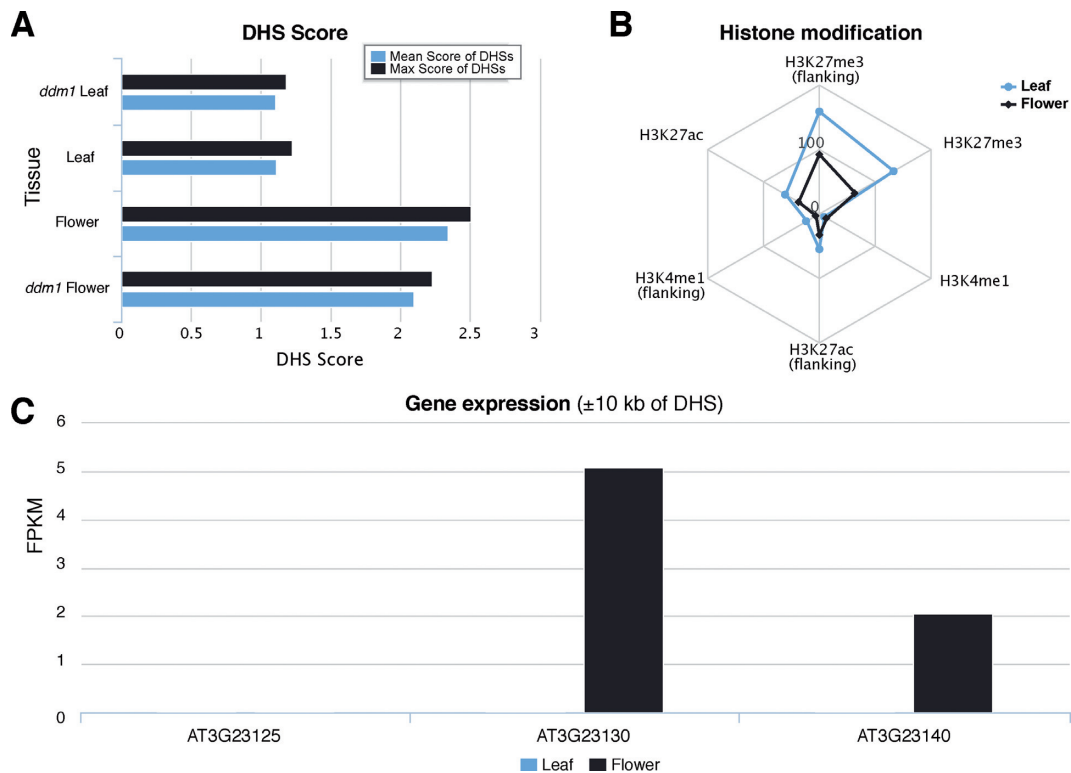 A
DHS Score
Mean Score of DHSs
Max Score of DHSs
Tissue
ddm1 Leaf
Leaf
Flower
ddm1 Flower
0 0.5 1 1.5 2 2.5 3
DHS Score
B
Histone modification
H3K27me3
(flanking)
Leaf
Flower
H3K27ac
100
H3K27me3
0
H3K4me1
(flanking)
H3K4me1
H3K27ac
(flanking)
C
Gene expression (±10 kb of DHS)
FPKM
6
5
4
3
2
1
0
AT3G23125 AT3G23130 AT3G23140
Leaf Flower